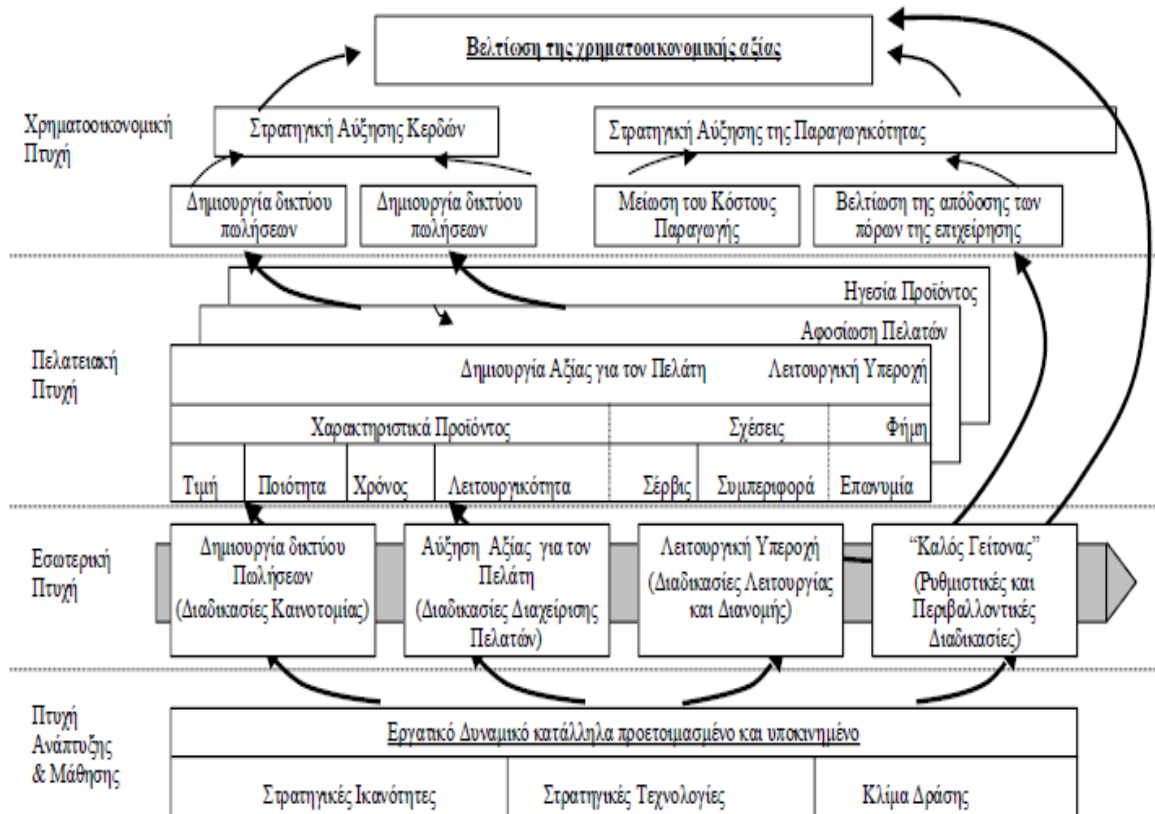 Βελτίωση της χρηματοοικονομικής αξίας
Χρηματοοικονομική
Πτυχή
Στρατηγική Αύξησης Κερδών
Στρατηγική Αύξησης της Παραγωγικότητας
Δημιουργία δικτύου
πωλήσεων
Δημιουργία δικτύου
πωλήσεων
Μείωση του Κόστους
Παραγωγής
Βελτίωση της απόδοσης των
πόρων της επιχείρησης
Πελατειακή
Πτυχή
Ηγεσία Προϊόντος
Αφοσίωση Πελατών
Δημιουργία Αξίας για τον Πελάτη
Λειτουργική Υπεροχή
Χαρακτηριστικά Προϊόντος
Σχέσεις
Φήμη
Τιμή
Ποιότητα
Χρόνος
Λειτουργικότητα
Σέρβις
Συμπεριφορά
Επωνυμία
Εσωτερική
Πτυχή
Δημιουργία δικτύου
Πωλήσεων
(Διαδικασίες Καινοτομίας)
Αύξηση Αξίας για τον
Πελάτη
(Διαδικασίες Διαχείρισης
Πελατών)
Λειτουργική Υπεροχή
(Διαδικασίες Λειτουργίας
και Διανομής)
“Καλός Γείτονας”
(Ρυθμιστικές και
Περιβαλλοντικές
Διαδικασίες)
Πτυχή
Ανάπτυξης
& Μάθησης
Εργατικό Δυναμικό κατάλληλα προετοιμασμένο και υποκινημένο
Στρατηγικές Ικανότητες
Στρατηγικές Τεχνολογίες
Κλίμα Δράσης